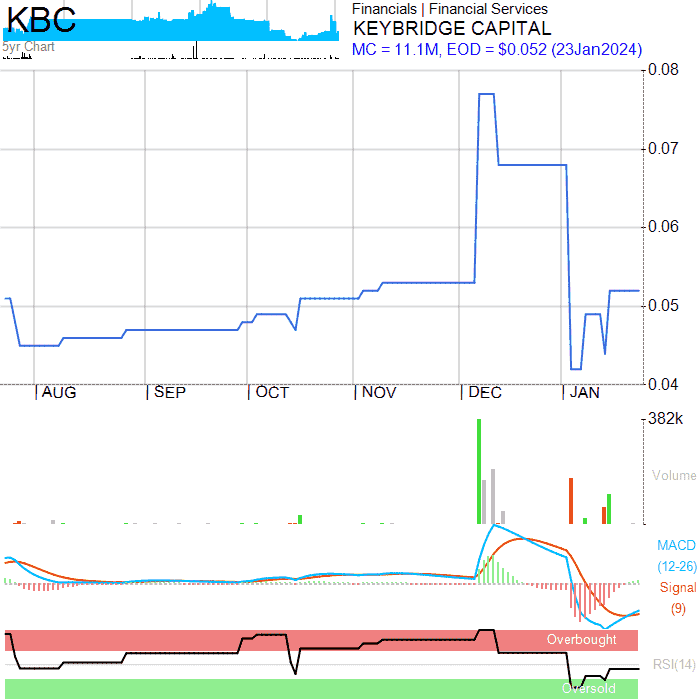 KBC
5yr Chart
Financials | Financial Services
KEYBRIDGE CAPITAL
MC = 11.1M, EOD = $0.052 (23Jan2024)
0.08
0.07
0.06
0.05
0.04
AUG SEP OCT NOV DEC JAN
382k
Volume
MACD
(12-26)
Signal
(9)
Overbought
RSI(14)
Oversold